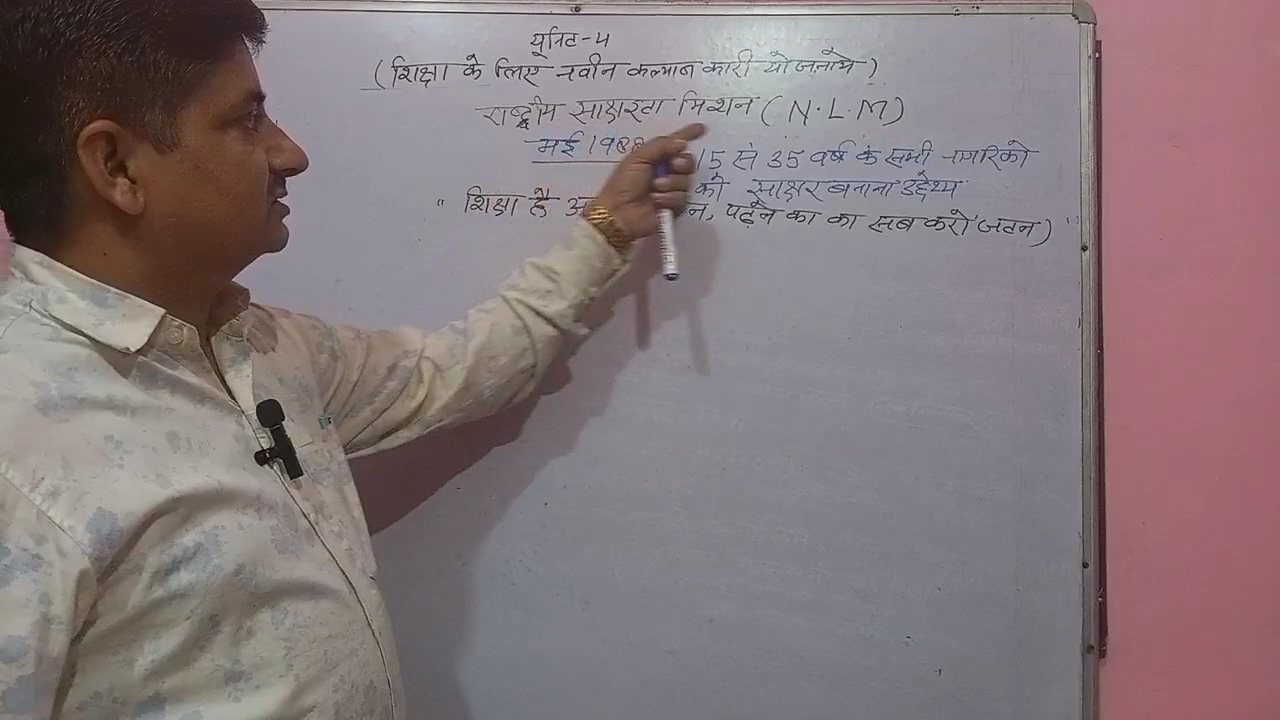 यूनिट-4
(शिक्षा के लिए नवीन कल्याण कारी योजनाये)
राष्ट्रीय साक्षरता मिशन (N.L.M)
मई 1988 15 से 35 वर्ष के सभी नागरिको
को साक्षर बनाना उद्देश्य
"शिक्षा है न, पढ़ने का का सब करो जतन)"